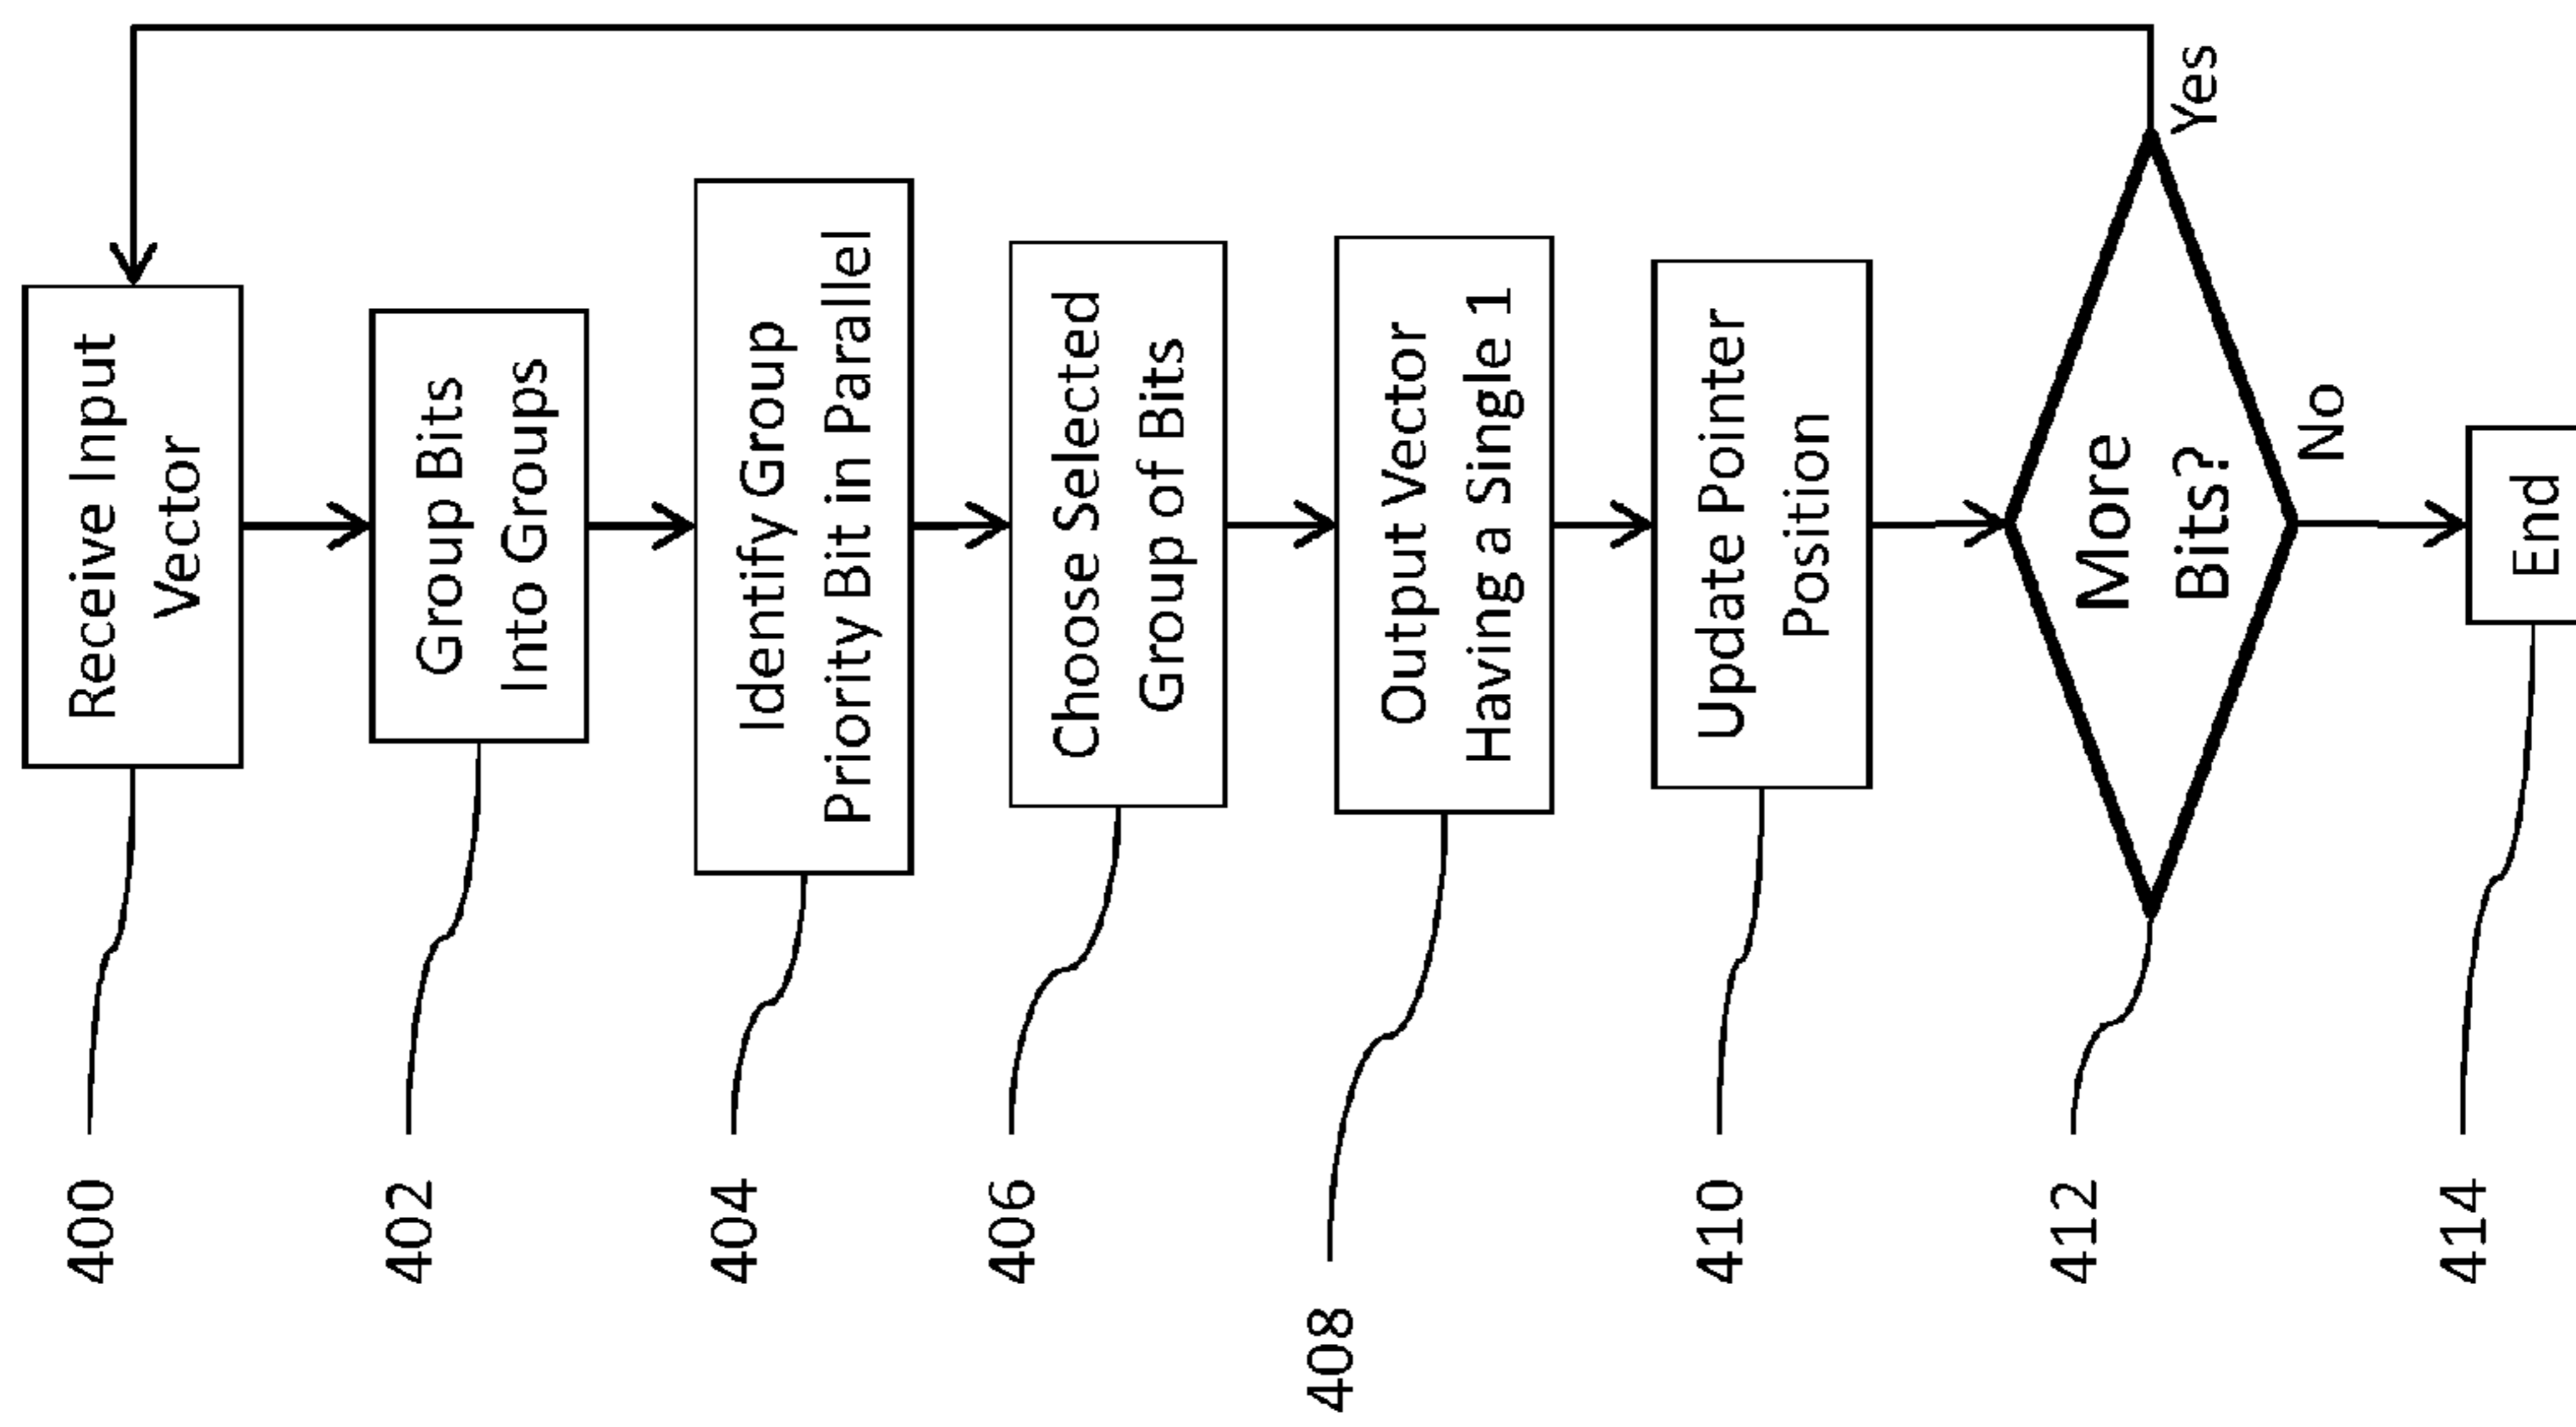 400
Receive Input
Vector
402
Group Bits
Into Groups
404
Identify Group
Priority Bit in Parallel
406
Choose Selected
Group of Bits
408
Output Vector
Having a Single 1
410
Update Pointer
Position
412
More
Bits?
Yes
No
414
End